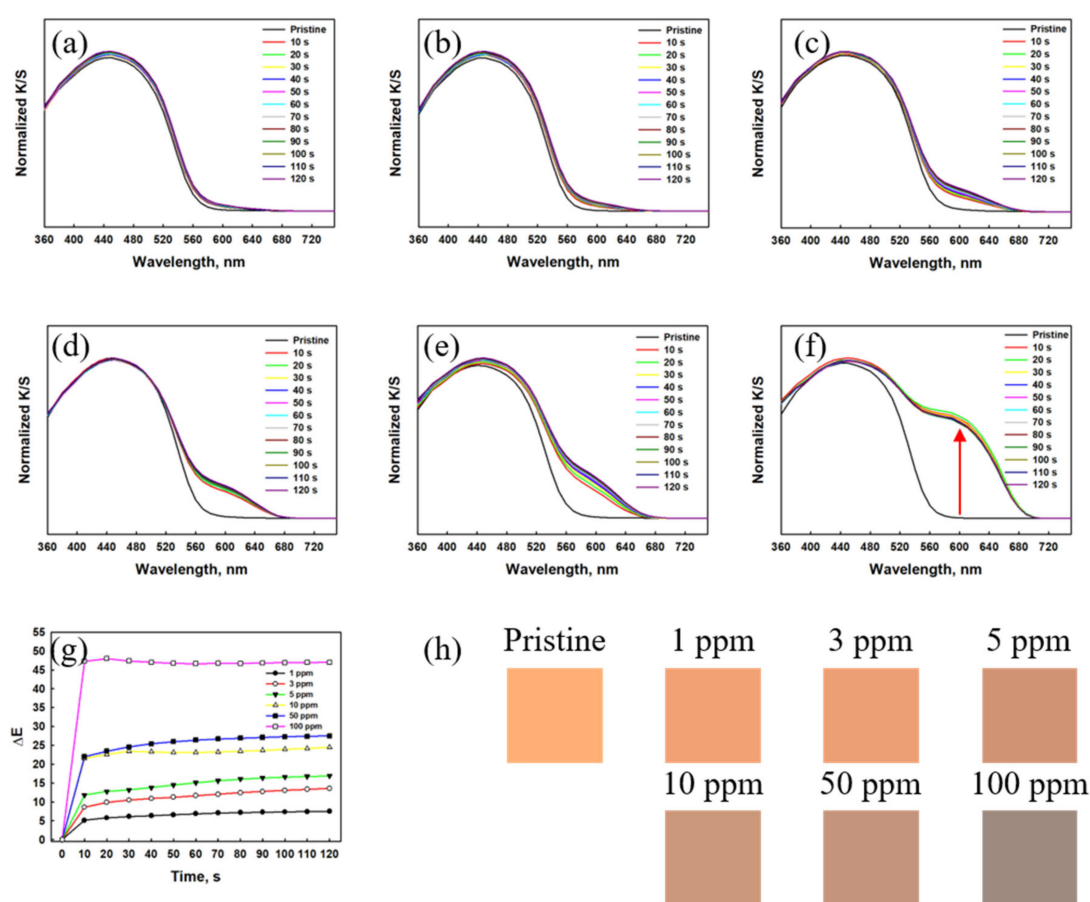 (a)
Normalized K/S
Pristine
10 s
20 s
30 s
40 s
50 s
60 s
70 s
80 s
90 s
100 s
110 s
120 s
360 400 440 480 520 560 600 640 680 720
Wavelength, nm
(b)
Normalized K/S
Pristine
10 s
20 s
30 s
40 s
50 s
60 s
70 s
80 s
90 s
100 s
110 s
120 s
360 400 440 480 520 560 600 640 680 720
Wavelength, nm
(c)
Normalized K/S
Pristine
10 s
20 s
30 s
40 s
50 s
60 s
70 s
80 s
90 s
100 s
110 s
120 s
360 400 440 480 520 560 600 640 680 720
Wavelength, nm
(d)
Normalized K/S
Pristine
10 s
20 s
30 s
40 s
50 s
60 s
70 s
80 s
90 s
100 s
110 s
120 s
360 400 440 480 520 560 600 640 680 720
Wavelength, nm
(e)
Normalized K/S
Pristine
10 s
20 s
30 s
40 s
50 s
60 s
70 s
80 s
90 s
100 s
110 s
120 s
360 400 440 480 520 560 600 640 680 720
Wavelength, nm
(f)
Normalized K/S
Pristine
10 s
20 s
30 s
40 s
50 s
60 s
70 s
80 s
90 s
100 s
110 s
120 s
360 400 440 480 520 560 600 640 680 720
Wavelength, nm
(g)
ΔE
55
50
45
40
35
30
25
20
15
10
5
0
1 ppm
3 ppm
5 ppm
10 ppm
50 ppm
100 ppm
0 10 20 30 40 50 60 70 80 90 100 110 120
Time, s
(h)
Pristine 1 ppm 3 ppm 5 ppm
10 ppm 50 ppm 100 ppm